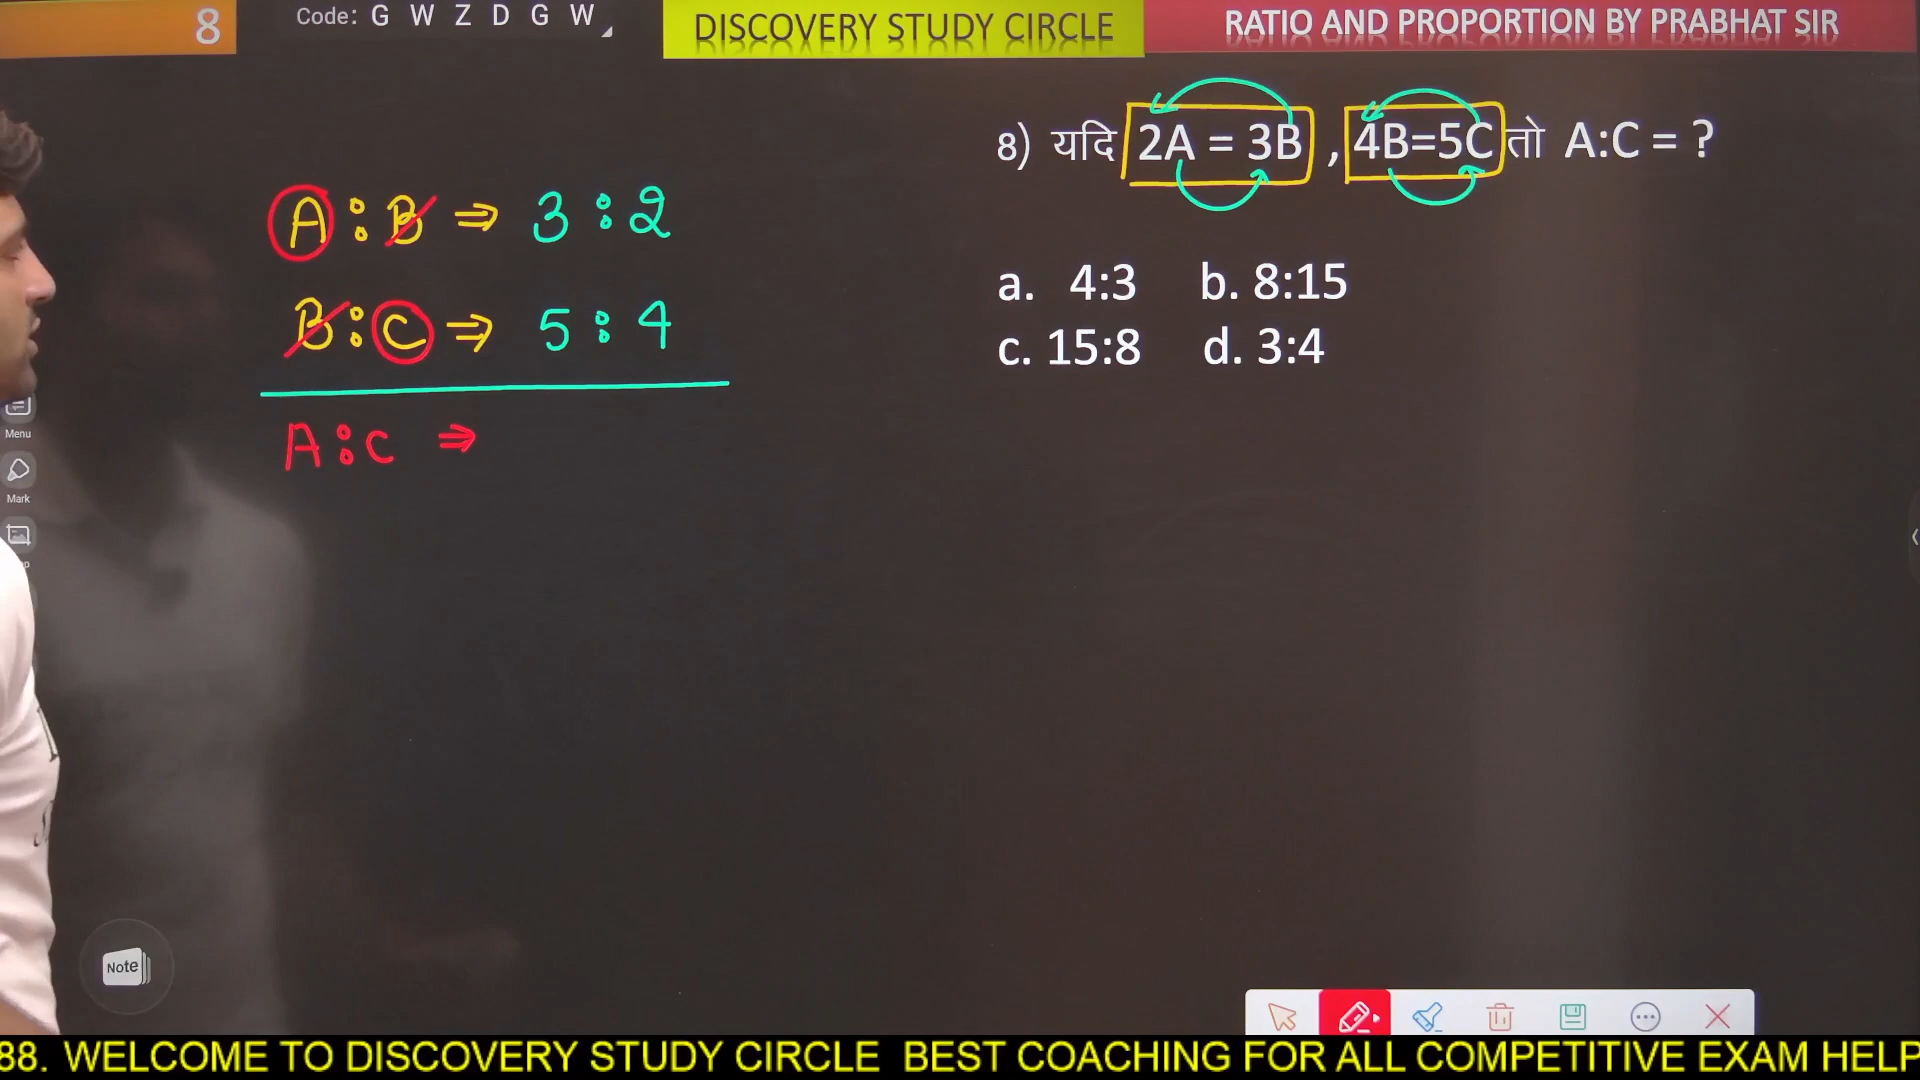 8
Code: G W Z D G W
DISCOVERY STUDY CIRCLE
RATIO AND PROPORTION BY PRABHAT SIR
8) यदि 2A = 3B , 4B=5C तो A:C = ?
a. 4:3 b. 8:15
c. 15:8 d. 3:4
A : B ⇒ 3 : 2
B : C ⇒ 5 : 4
A : C ⇒
Menu
Mark
Note
88. WELCOME TO DISCOVERY STUDY CIRCLE BEST COACHING FOR ALL COMPETITIVE EXAM HELP